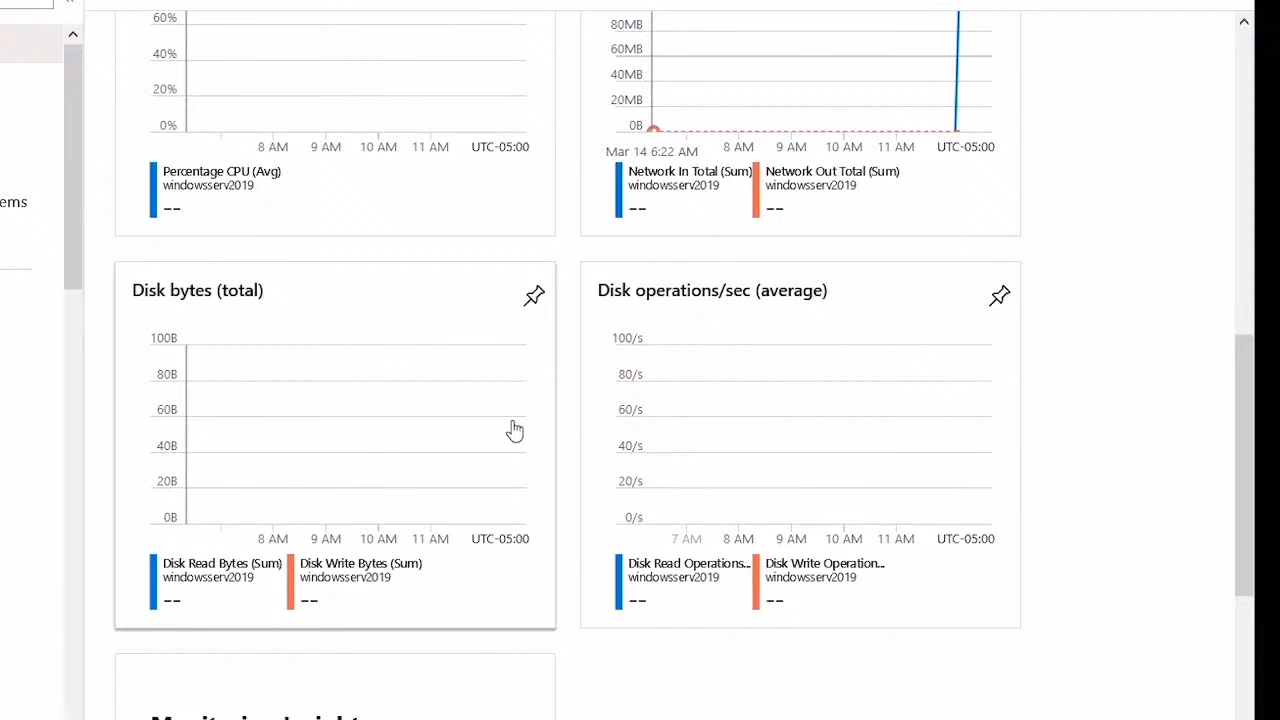 ems
60%
40%
20%
0%
8 AM 9 AM 10 AM 11 AM UTC-05:00
Percentage CPU (Avg)
windowsserv2019
--
80MB
60MB
40MB
20MB
0B
Mar 14 6:22 AM 8 AM 9 AM 10 AM 11 AM UTC-05:00
Network In Total (Sum) Network Out Total (Sum)
windowsserv2019 windowsserv2019
-- --
Disk bytes (total)
100B
80B
60B
40B
20B
0B
8 AM 9 AM 10 AM 11 AM UTC-05:00
Disk Read Bytes (Sum) Disk Write Bytes (Sum)
windowsserv2019 windowsserv2019
-- --
Disk operations/sec (average)
100/s
80/s
60/s
40/s
20/s
0/s
7 AM 8 AM 9 AM 10 AM 11 AM UTC-05:00
Disk Read Operations... Disk Write Operation...
windowsserv2019 windowsserv2019
-- --